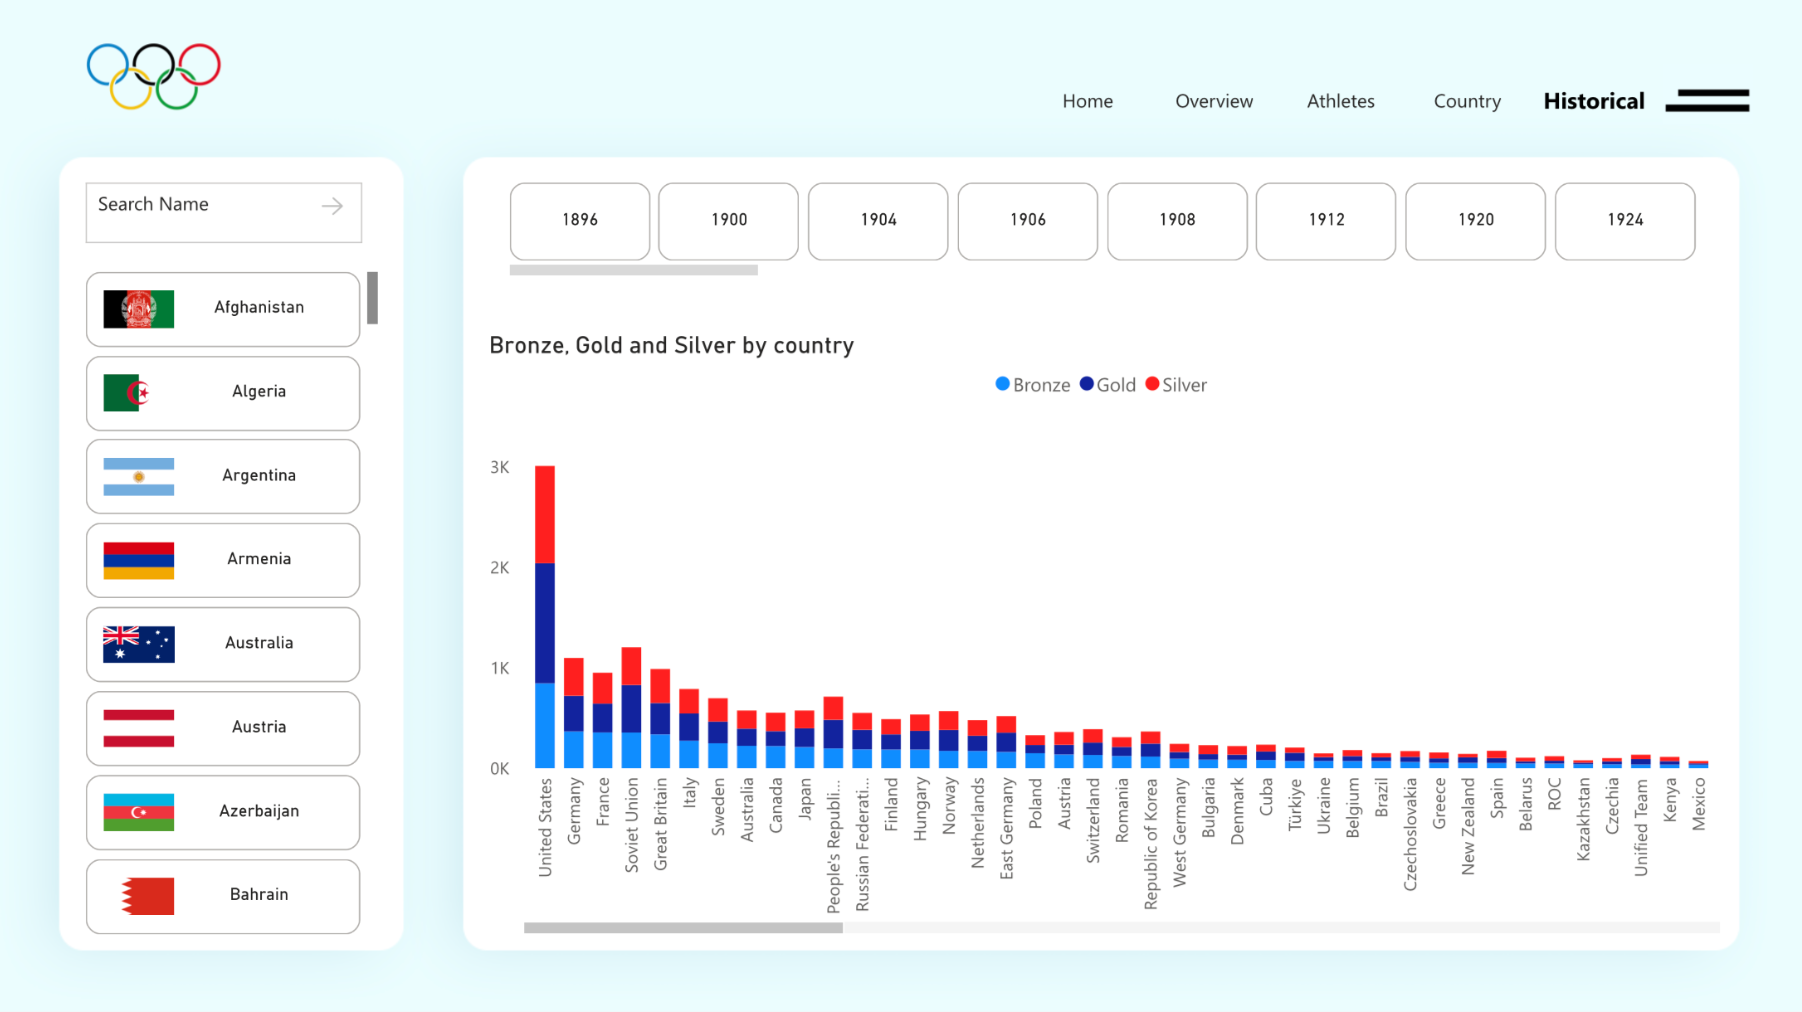 Home Overview Athletes Country Historical
Search Name
Afghanistan
Algeria
Argentina
Armenia
Australia
Austria
Azerbaijan
Bahrain
1896 1900 1904 1906 1908 1912 1920 1924
Bronze, Gold and Silver by country
Bronze Gold Silver
3K
2K
1K
0K
United States
Germany
France
Soviet Union
Great Britain
Italy
Sweden
Australia
Canada
Japan
People's Republi...
Russian Federati...
Finland
Hungary
Norway
Netherlands
East Germany
Poland
Austria
Switzerland
Romania
Republic of Korea
West Germany
Bulgaria
Denmark
Cuba
Türkiye
Ukraine
Belgium
Brazil
Czechoslovakia
Greece
New Zealand
Spain
Belarus
ROC
Kazakhstan
Czechia
Unified Team
Kenya
Mexico